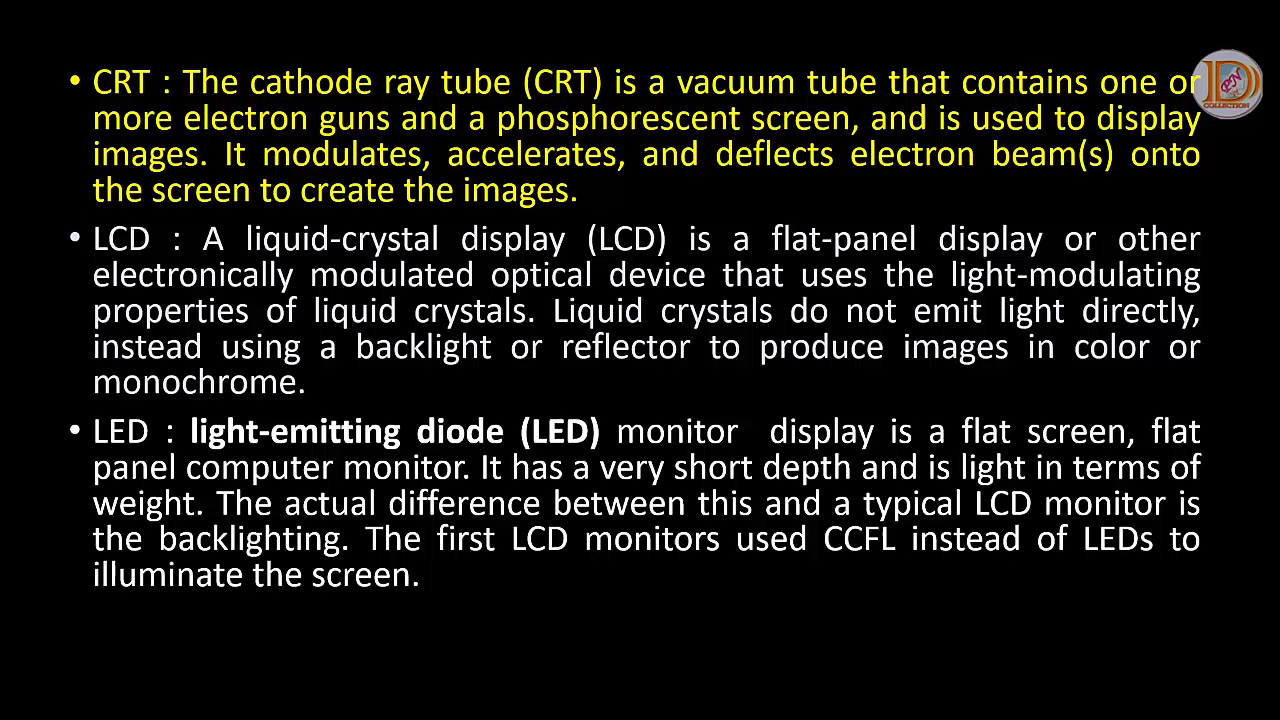 • CRT : The cathode ray tube (CRT) is a vacuum tube that contains one or
more electron guns and a phosphorescent screen, and is used to display
images. It modulates, accelerates, and deflects electron beam(s) onto
the screen to create the images.
• LCD : A liquid-crystal display (LCD) is a flat-panel display or other
electronically modulated optical device that uses the light-modulating
properties of liquid crystals. Liquid crystals do not emit light directly,
instead using a backlight or reflector to produce images in color or
monochrome.
• LED : light-emitting diode (LED) monitor display is a flat screen, flat
panel computer monitor. It has a very short depth and is light in terms of
weight. The actual difference between this and a typical LCD monitor is
the backlighting. The first LCD monitors used CCFL instead of LEDs to
illuminate the screen.
D
COLLECTION